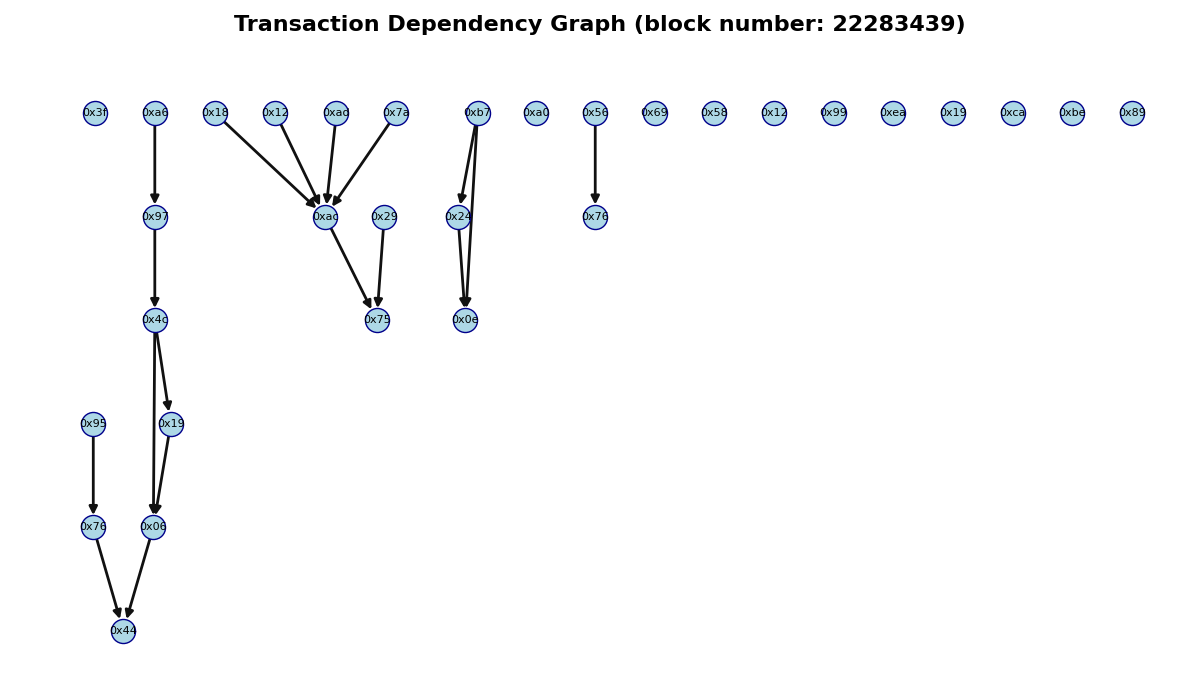 Transaction Dependency Graph (block number: 22283439)
0x3f 0xa6 0x18 0x12 0xad 0x7a 0xb7 0xa0 0x56 0x69 0x58 0x12 0x99 0xea 0x19 0xca 0xbe 0x89
0x97 0xac 0x29 0x24 0x76
0x4c 0x75 0x0e
0x95 0x19
0x76 0x06
0x44